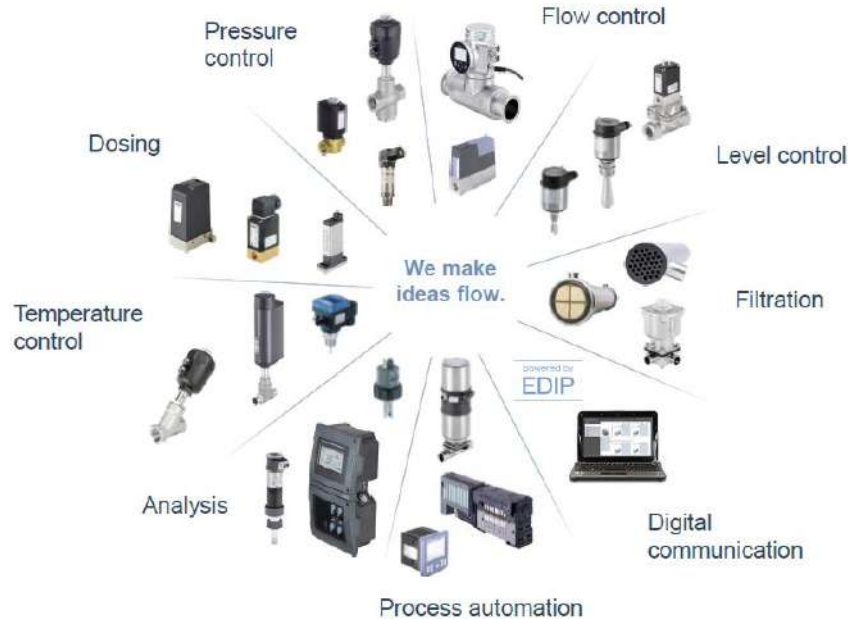 Flow control
Pressure
control
Dosing
Level control
We make
ideas flow.
Filtration
Temperature
control
powered by
EDIP
Analysis
Digital
communication
Process automation